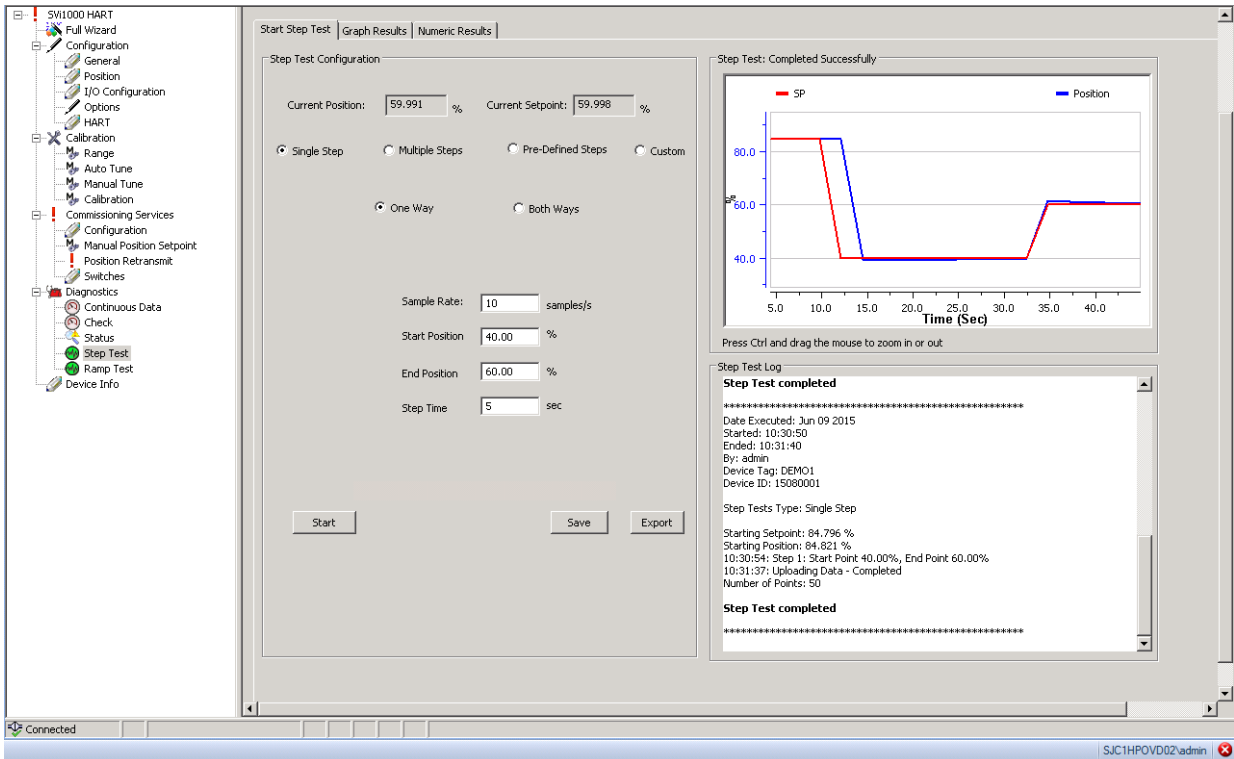 SVi1000 HART
Full Wizard
Configuration
General
Position
I/O Configuration
Options
HART
Calibration
Range
Auto Tune
Manual Tune
Calibration
Commissioning Services
Configuration
Manual Position Setpoint
Position Retransmit
Switches
Diagnostics
Continuous Data
Check
Status
Step Test
Ramp Test
Device Info
Start Step Test Graph Results Numeric Results
Step Test Configuration
Current Position: 59.991 % Current Setpoint: 59.998 %
Single Step Multiple Steps Pre-Defined Steps Custom
One Way Both Ways
Sample Rate: 10 samples/s
Start Position 40.00 %
End Position 60.00 %
Step Time 5 sec
Start Save Export
Step Test: Completed Successfully
SP Position
80.0
60.0
40.0
%
5.0 10.0 15.0 20.0 25.0 30.0 35.0 40.0
Time (Sec)
Press Ctrl and drag the mouse to zoom in or out
Step Test Log
Step Test completed
****************************************************
Date Executed: Jun 09 2015
Started: 10:30:50
Ended: 10:31:40
By: admin
Device Tag: DEMO1
Device ID: 15080001
Step Tests Type: Single Step
Starting Setpoint: 84.796 %
Starting Position: 84.821 %
10:30:54: Step 1: Start Point 40.00%, End Point 60.00%
10:31:37: Uploading Data - Completed
Number of Points: 50
Step Test completed
****************************************************
Connected
SJC1HPOVD02\admin